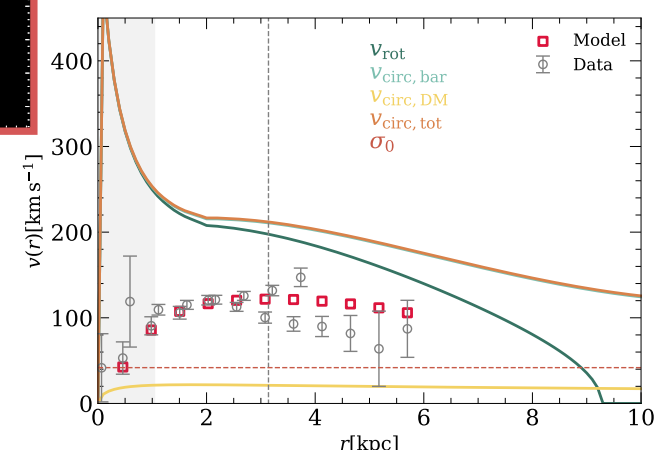 400
300
200
100
0
v(r)[km s⁻¹]
v_rot
v_circ, bar
v_circ, DM
v_circ, tot
σ₀
Model
Data
0 2 4 6 8 10
r[kpc]